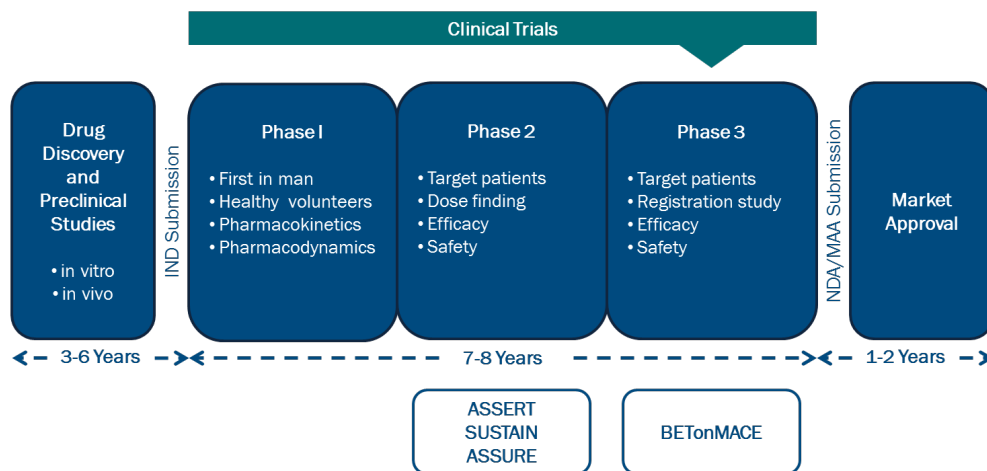 Clinical Trials
Drug
Discovery
and
Preclinical
Studies
• in vitro
• in vivo
IND Submission
Phase I
• First in man
• Healthy volunteers
• Pharmacokinetics
• Pharmacodynamics
Phase 2
• Target patients
• Dose finding
• Efficacy
• Safety
Phase 3
• Target patients
• Registration study
• Efficacy
• Safety
NDA/MAA Submission
Market
Approval
3-6 Years
7-8 Years
1-2 Years
ASSERT
SUSTAIN
ASSURE
BETonMACE